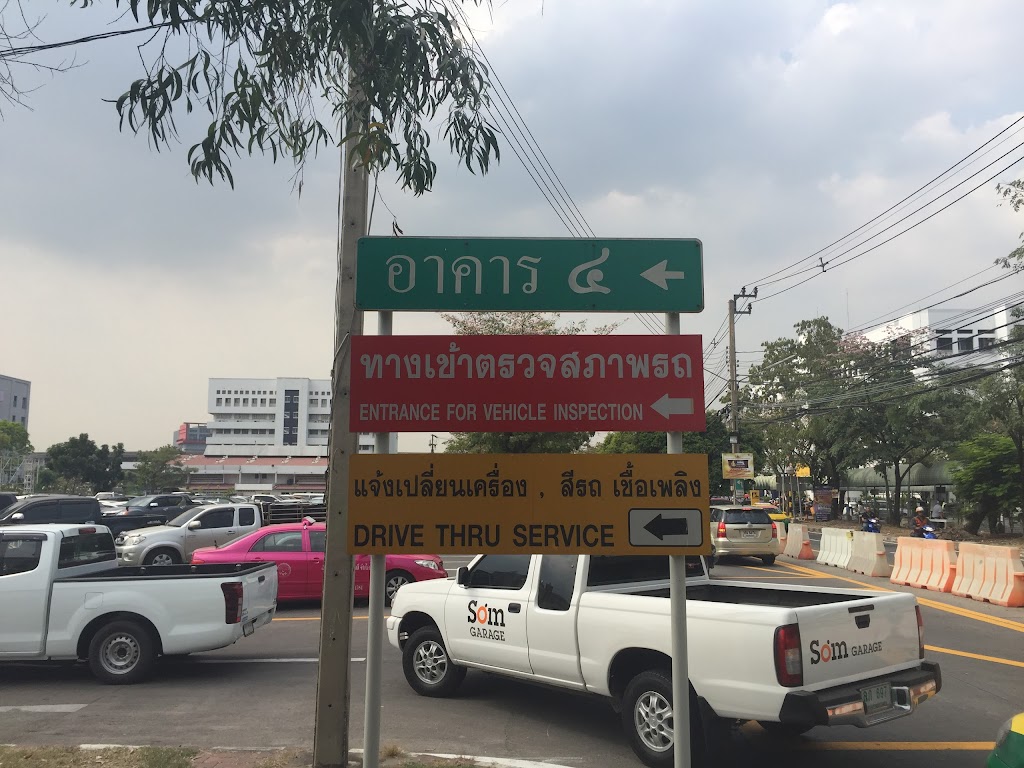 อาคาร ๔
ทางเข้าตรวจสภาพรถ
ENTRANCE FOR VEHICLE INSPECTION
แจ้งเปลี่ยนเครื่อง , สีรถ เชื้อเพลิง
DRIVE THRU SERVICE
Som
GARAGE
Som GARAGE